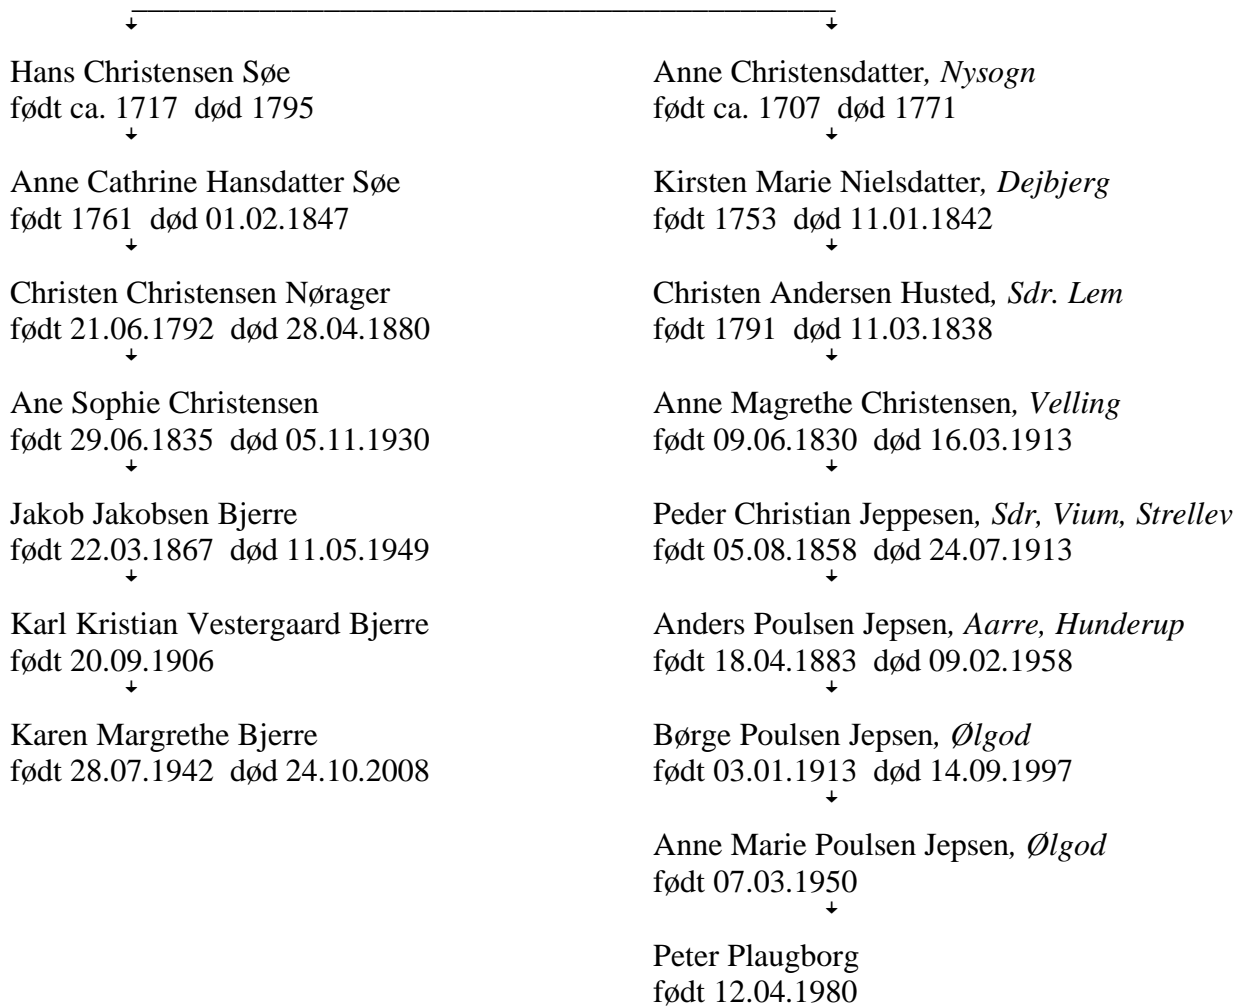 Hans Christensen Søe
født ca. 1717 død 1795
Anne Cathrine Hansdatter Søe
født 1761 død 01.02.1847
Christen Christensen Nørager
født 21.06.1792 død 28.04.1880
Ane Sophie Christensen
født 29.06.1835 død 05.11.1930
Jakob Jakobsen Bjerre
født 22.03.1867 død 11.05.1949
Karl Kristian Vestergaard Bjerre
født 20.09.1906
Karen Margrethe Bjerre
født 28.07.1942 død 24.10.2008
Anne Christensdatter, Nysogn
født ca. 1707 død 1771
Kirsten Marie Nielsdatter, Dejbjerg
født 1753 død 11.01.1842
Christen Andersen Husted, Sdr. Lem
født 1791 død 11.03.1838
Anne Magrethe Christensen, Velling
født 09.06.1830 død 16.03.1913
Peder Christian Jeppesen, Sdr, Vium, Strellev
født 05.08.1858 død 24.07.1913
Anders Poulsen Jepsen, Aarre, Hunderup
født 18.04.1883 død 09.02.1958
Børge Poulsen Jepsen, Ølgod
født 03.01.1913 død 14.09.1997
Anne Marie Poulsen Jepsen, Ølgod
født 07.03.1950
Peter Plaugborg
født 12.04.1980